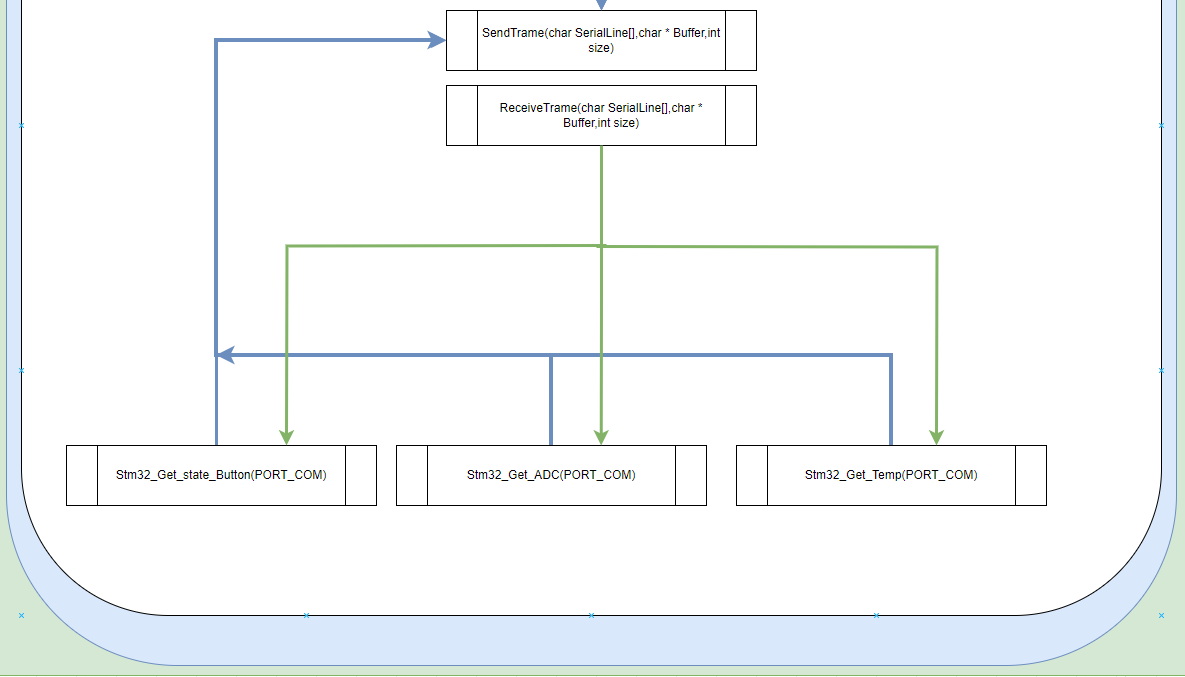 SendTrame(char SerialLine[],char * Buffer,int
size)
ReceiveTrame(char SerialLine[],char *
Buffer,int size)
Stm32_Get_state_Button(PORT_COM)
Stm32_Get_ADC(PORT_COM)
Stm32_Get_Temp(PORT_COM)